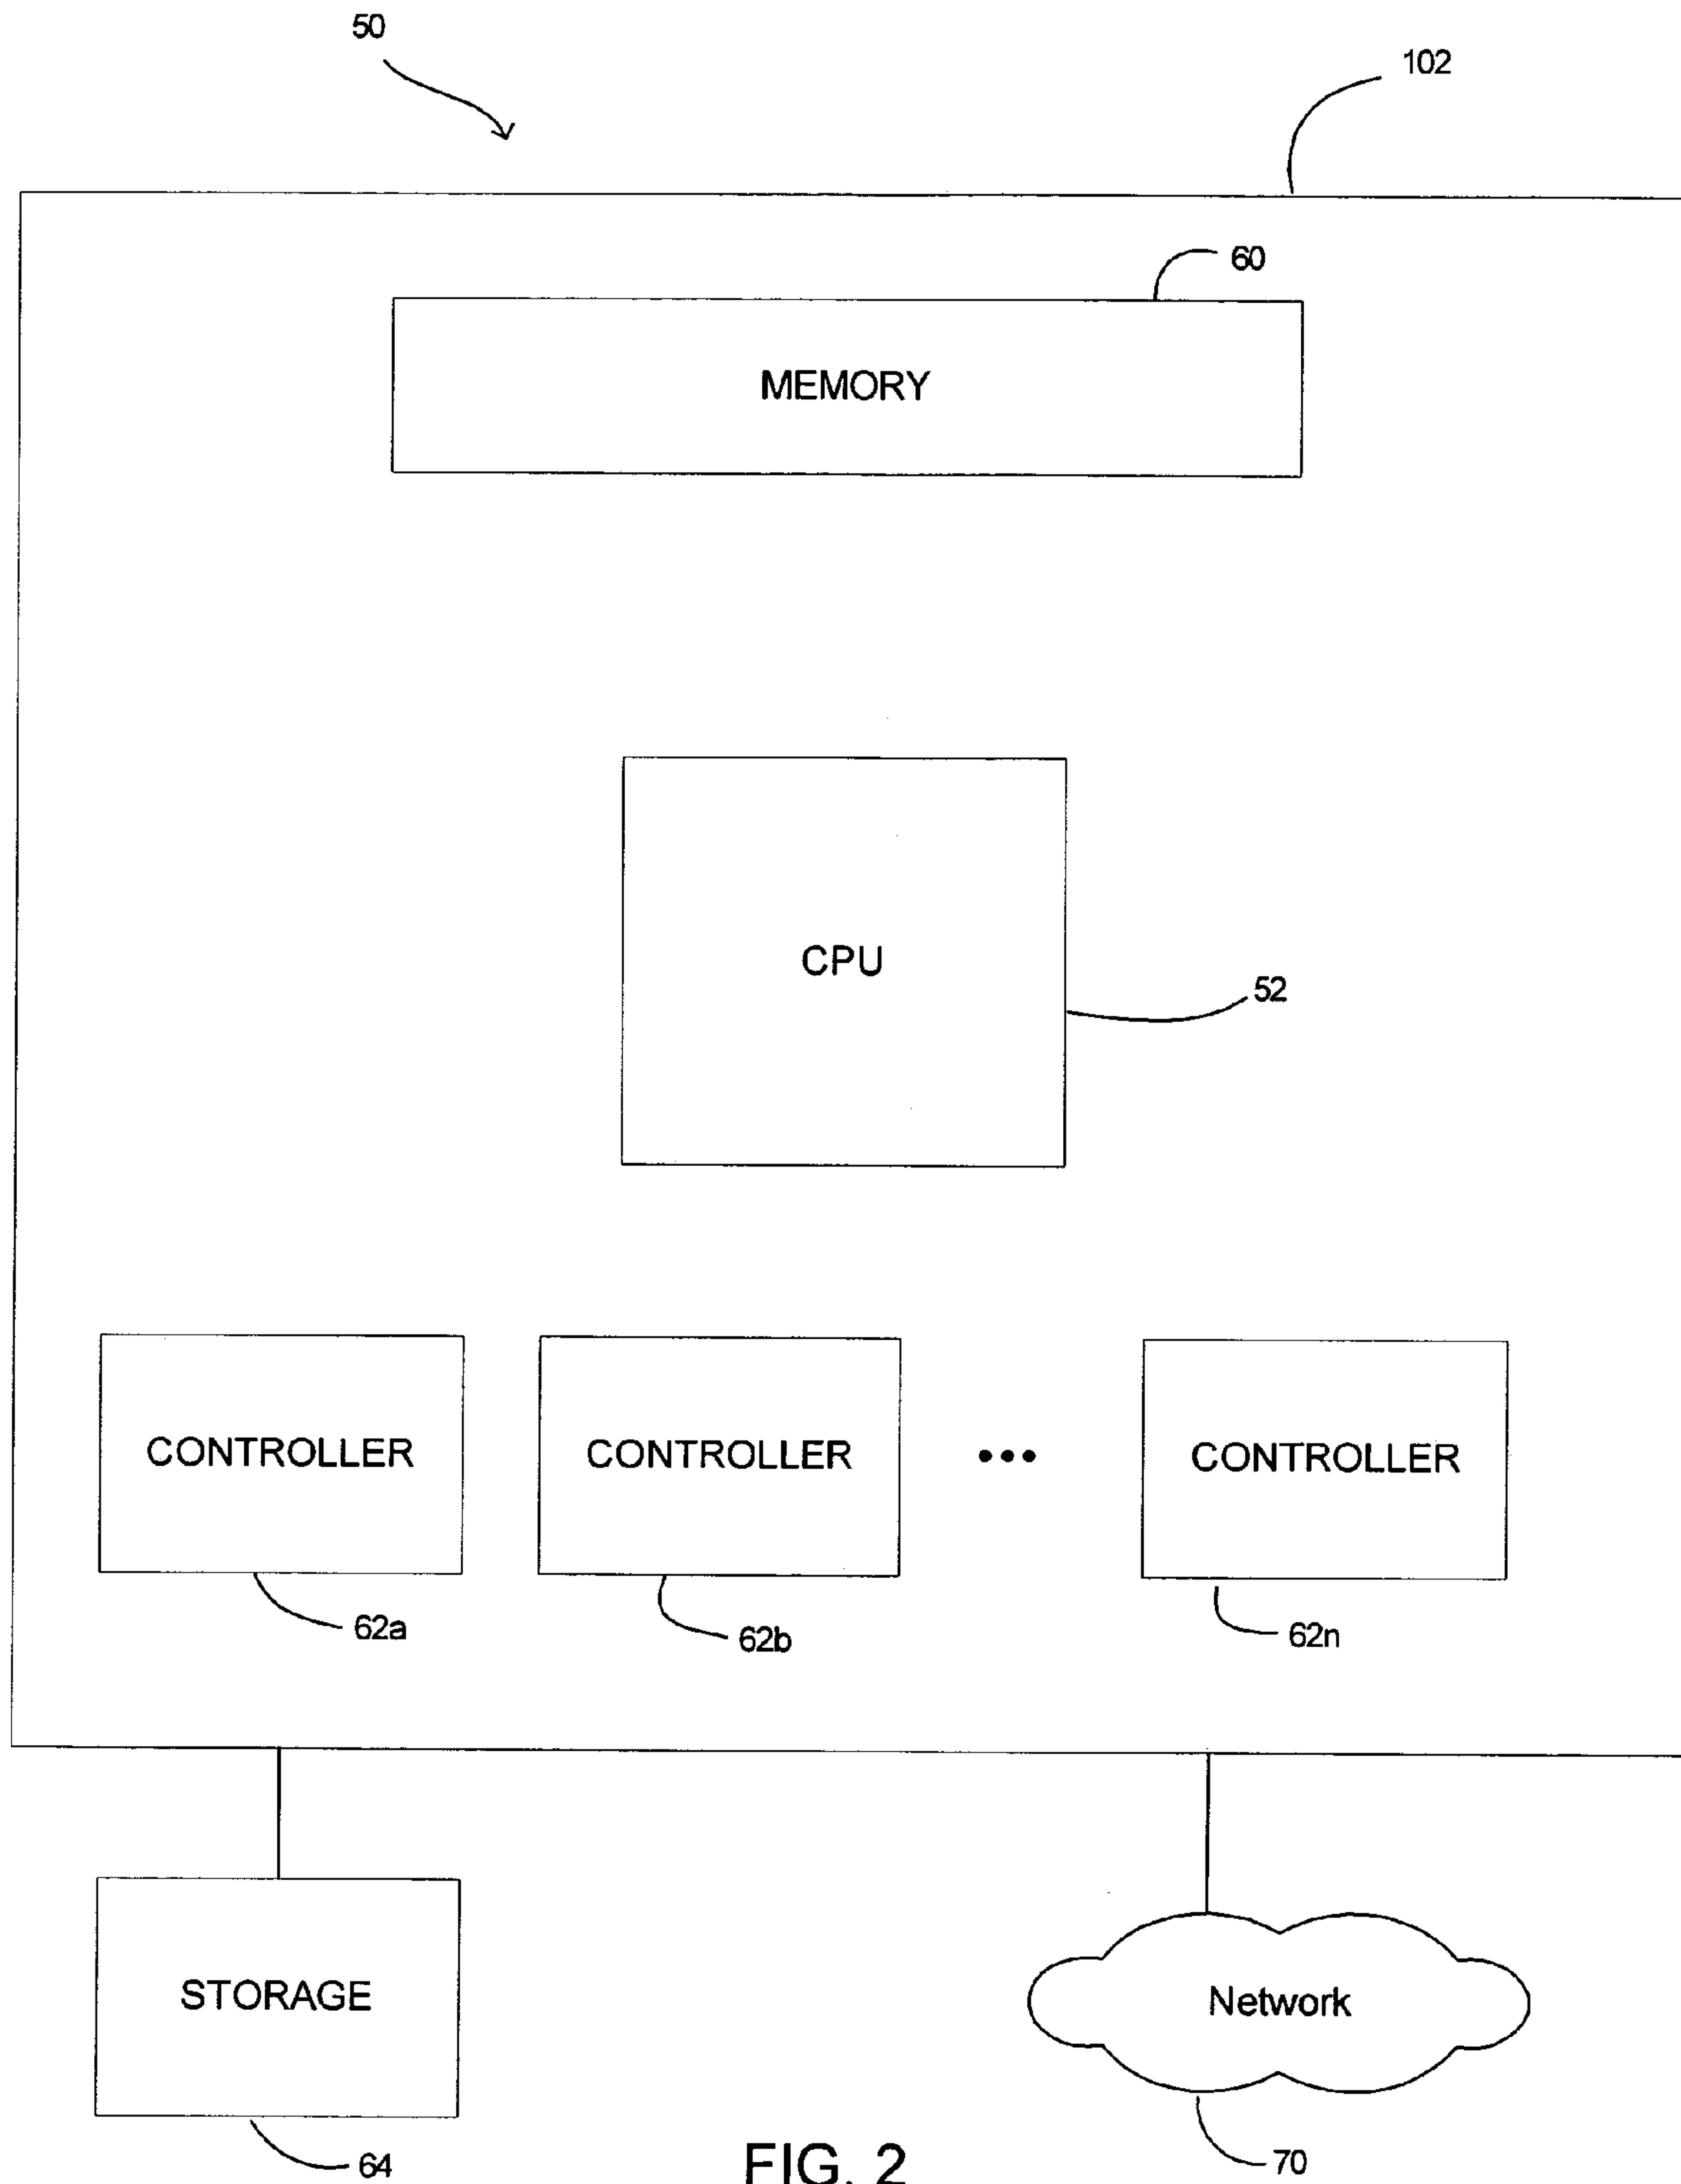 50
102
60
MEMORY
CPU
52
CONTROLLER
CONTROLLER
•••
CONTROLLER
62a
62b
62n
STORAGE
Network
64
FIG. 2
70